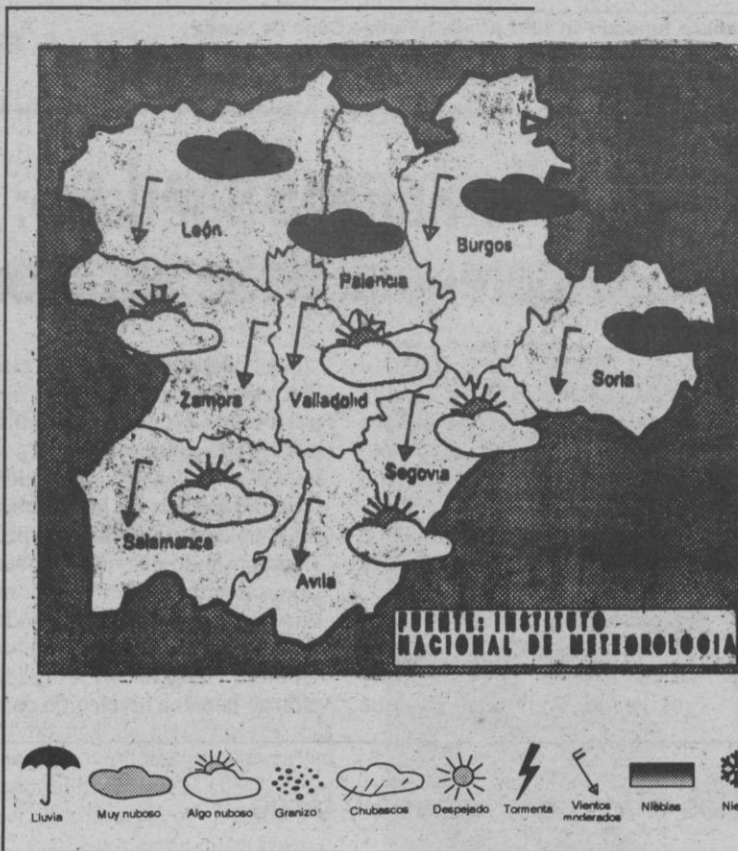 León
Burgos
Palencia
Zamora
Valladolid
Soria
Segovia
Salamanca
Avila
FUENTE: INSTITUTO
NACIONAL DE METEOROLOGIA
Lluvia
Muy nuboso
Algo nuboso
Granizo
Chubascos
Despejado
Tormenta
Vientos
moderados
Nieblas